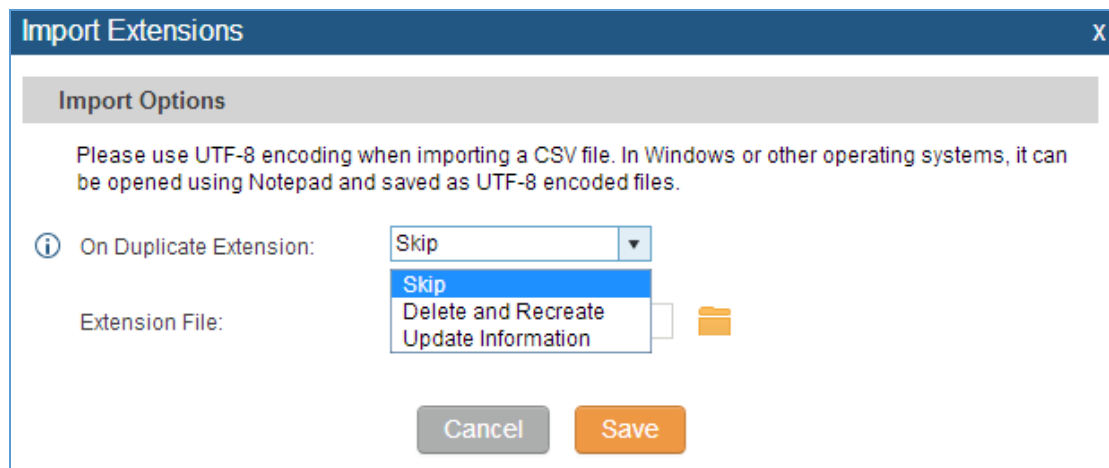 Import Extensions X
Import Options
Please use UTF-8 encoding when importing a CSV file. In Windows or other operating systems, it can
be opened using Notepad and saved as UTF-8 encoded files.
On Duplicate Extension: Skip
Skip
Delete and Recreate
Extension File:
Update Information
Cancel Save